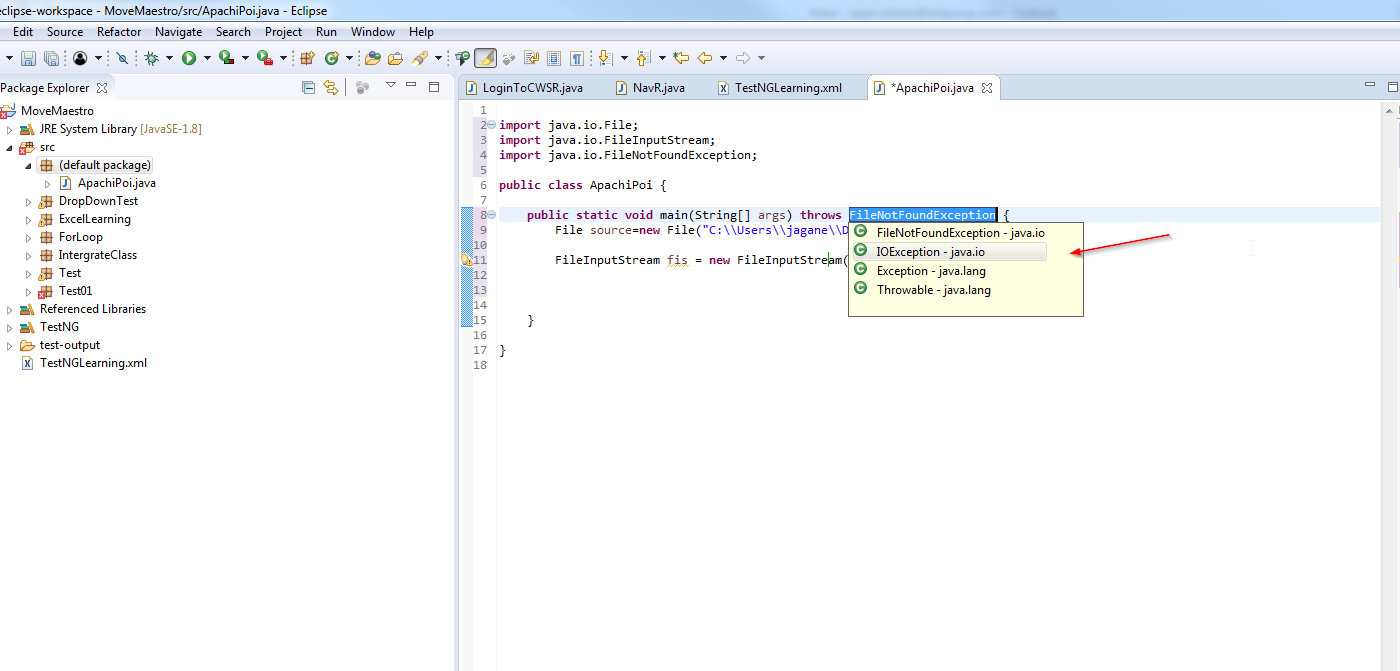 eclipse-workspace - MoveMaestro/src/ApachiPoi.java - Eclipse
Edit Source Refactor Navigate Search Project Run Window Help
Package Explorer
LoginToCWSR.java
NavR.java
TestNGLearning.xml
*ApachiPoi.java
MoveMaestro
JRE System Library [JavaSE-1.8]
src
(default package)
ApachiPoi.java
DropDownTest
ExcelLearning
ForLoop
IntergrateClass
Test
Test01
Referenced Libraries
TestNG
test-output
TestNGLearning.xml
1
2 import java.io.File;
3 import java.io.FileInputStream;
4 import java.io.FileNotFoundException;
5
6 public class ApachiPoi {
7
8 public static void main(String[] args) throws FileNotFoundException {
9 File source=new File("C:\\Users\\jagane\\D
10
11 FileInputStream fis = new FileInputStream(
12
13
14
15 }
16
17 }
18
FileNotFoundException - java.io
IOException - java.io
Exception - java.lang
Throwable - java.lang